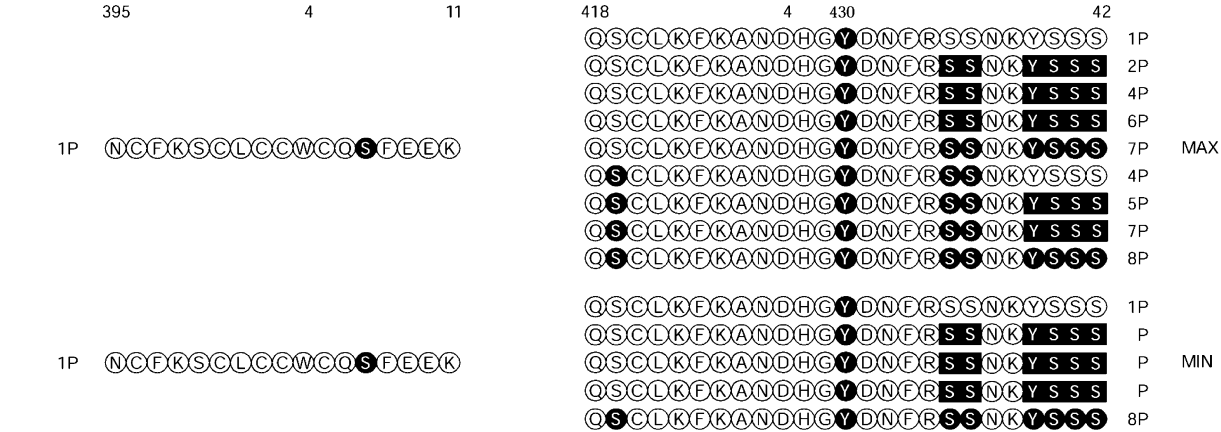 395 4 11 418 4 430 42
QSCLKFKANDHGYDNFRSSNKYSSS 1P
QSCLKFKANDHGYDNFRSSNKYSSS 2P
QSCLKFKANDHGYDNFRSSNKYSSS 4P
QSCLKFKANDHGYDNFRSSNKYSSS 6P
1P NCFKSCLCCWCQSFEEK QSCLKFKANDHGYDNFRSSNKYSSS 7P MAX
QSCLKFKANDHGYDNFRSSNKYSSS 4P
QSCLKFKANDHGYDNFRSSNKYSSS 5P
QSCLKFKANDHGYDNFRSSNKYSSS 7P
QSCLKFKANDHGYDNFRSSNKYSSS 8P
QSCLKFKANDHGYDNFRSSNKYSSS 1P
QSCLKFKANDHGYDNFRSSNKYSSS P
1P NCFKSCLCCWCQSFEEK QSCLKFKANDHGYDNFRSSNKYSSS P MIN
QSCLKFKANDHGYDNFRSSNKYSSS P
QSCLKFKANDHGYDNFRSSNKYSSS 8P